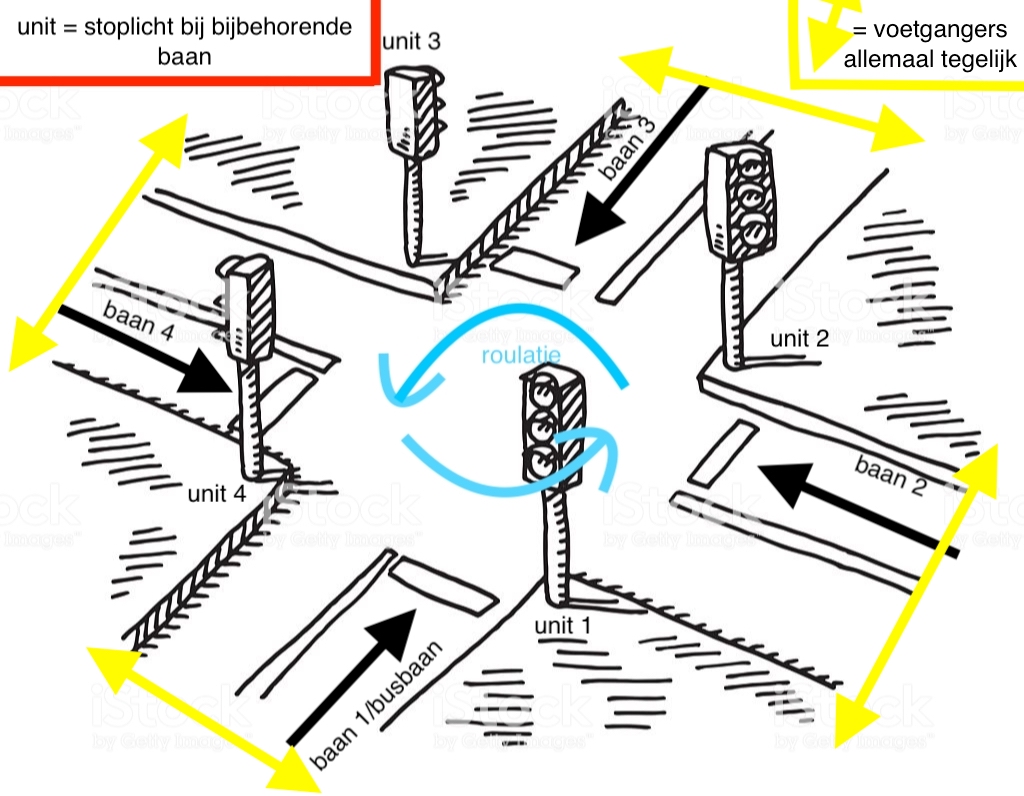 unit = stoplicht bij bijbehorende
baan
unit 3
= voetgangers
allemaal tegelijk
baan 3
baan 4
unit 2
roulatie
baan 2
unit 4
unit 1
baan 1/busbaan
iStock
by Getty Images™